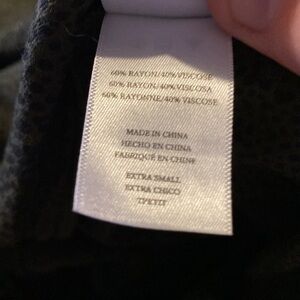 60% RAYON/40% VISCOSE
60% RAYON/40% VISCOSA
60% RAYONNE/40% VISCOSE
MADE IN CHINA
HECHO EN CHINA
FABRIQUÉ EN CHINE
EXTRA SMALL
EXTRA CHICO
TPETIT